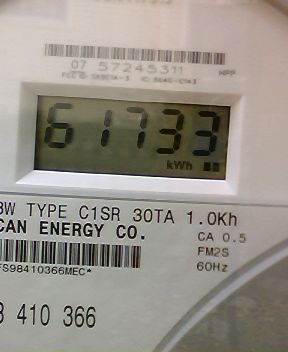 07 57245311
61733
kWh
3W TYPE C1SR 30TA 1.0Kh
CAN ENERGY CO.
CA 0.5
FM2S
60Hz
FS98410366MEC*
410 366